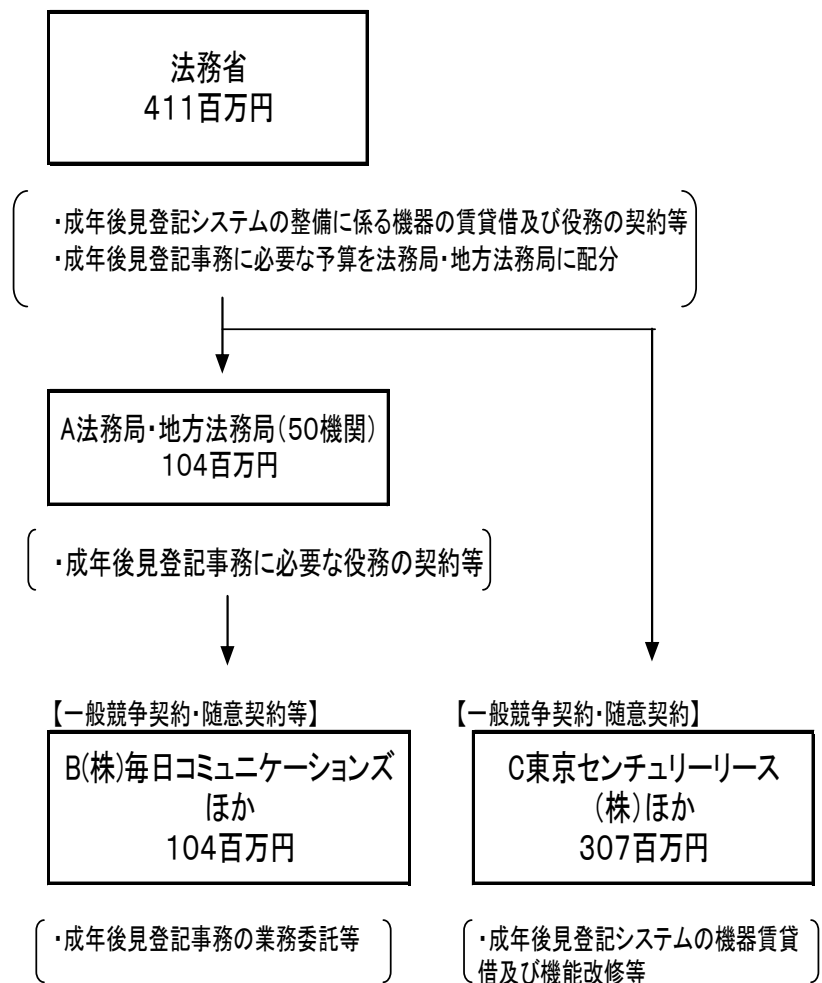 法務省
411百万円
・成年後見登記システムの整備に係る機器の賃貸借及び役務の契約等
・成年後見登記事務に必要な予算を法務局・地方法務局に配分
A法務局・地方法務局(50機関)
104百万円
・成年後見登記事務に必要な役務の契約等
【一般競争契約・随意契約等】
B(株)毎日コミュニケーションズ
ほか
104百万円
・成年後見登記事務の業務委託等
【一般競争契約・随意契約】
C東京センチュリーリース
(株)ほか
307百万円
・成年後見登記システムの機器賃貸
借及び機能改修等